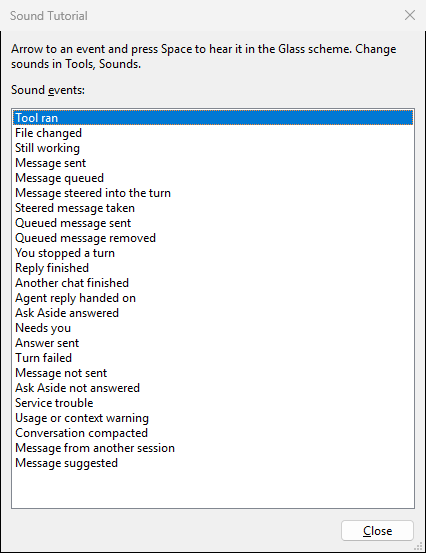 Sound Tutorial
Arrow to an event and press Space to hear it in the Glass scheme. Change
sounds in Tools, Sounds.
Sound events:
Tool ran
File changed
Still working
Message sent
Message queued
Message steered into the turn
Steered message taken
Queued message sent
Queued message removed
You stopped a turn
Reply finished
Another chat finished
Agent reply handed on
Ask Aside answered
Needs you
Answer sent
Turn failed
Message not sent
Ask Aside not answered
Service trouble
Usage or context warning
Conversation compacted
Message from another session
Message suggested
Close